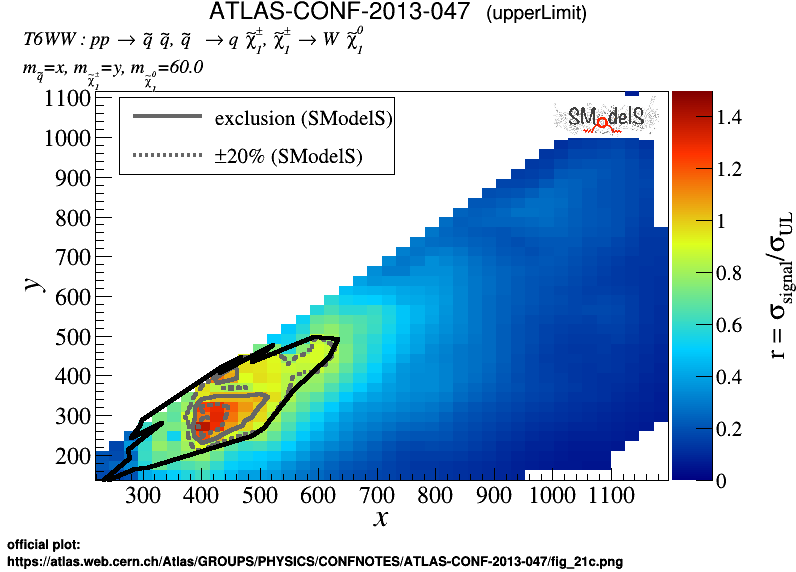 ATLAS-CONF-2013-047 (upperLimit)
T6WW : pp → q̃ q̃, q̃ → q χ̃₁±, χ̃₁± → W χ̃₁⁰
m_q̃=x, m_χ̃₁±=y, m_χ̃₁⁰=60.0
exclusion (SModelS)
±20% (SModelS)
SModelS
1100
1000
900
800
700
600
500
400
300
200
y
300 400 500 600 700 800 900 1000 1100
x
1.4
1.2
1
0.8
0.6
0.4
0.2
0
r = σ_signal/σ_UL
official plot:
https://atlas.web.cern.ch/Atlas/GROUPS/PHYSICS/CONFNOTES/ATLAS-CONF-2013-047/fig_21c.png